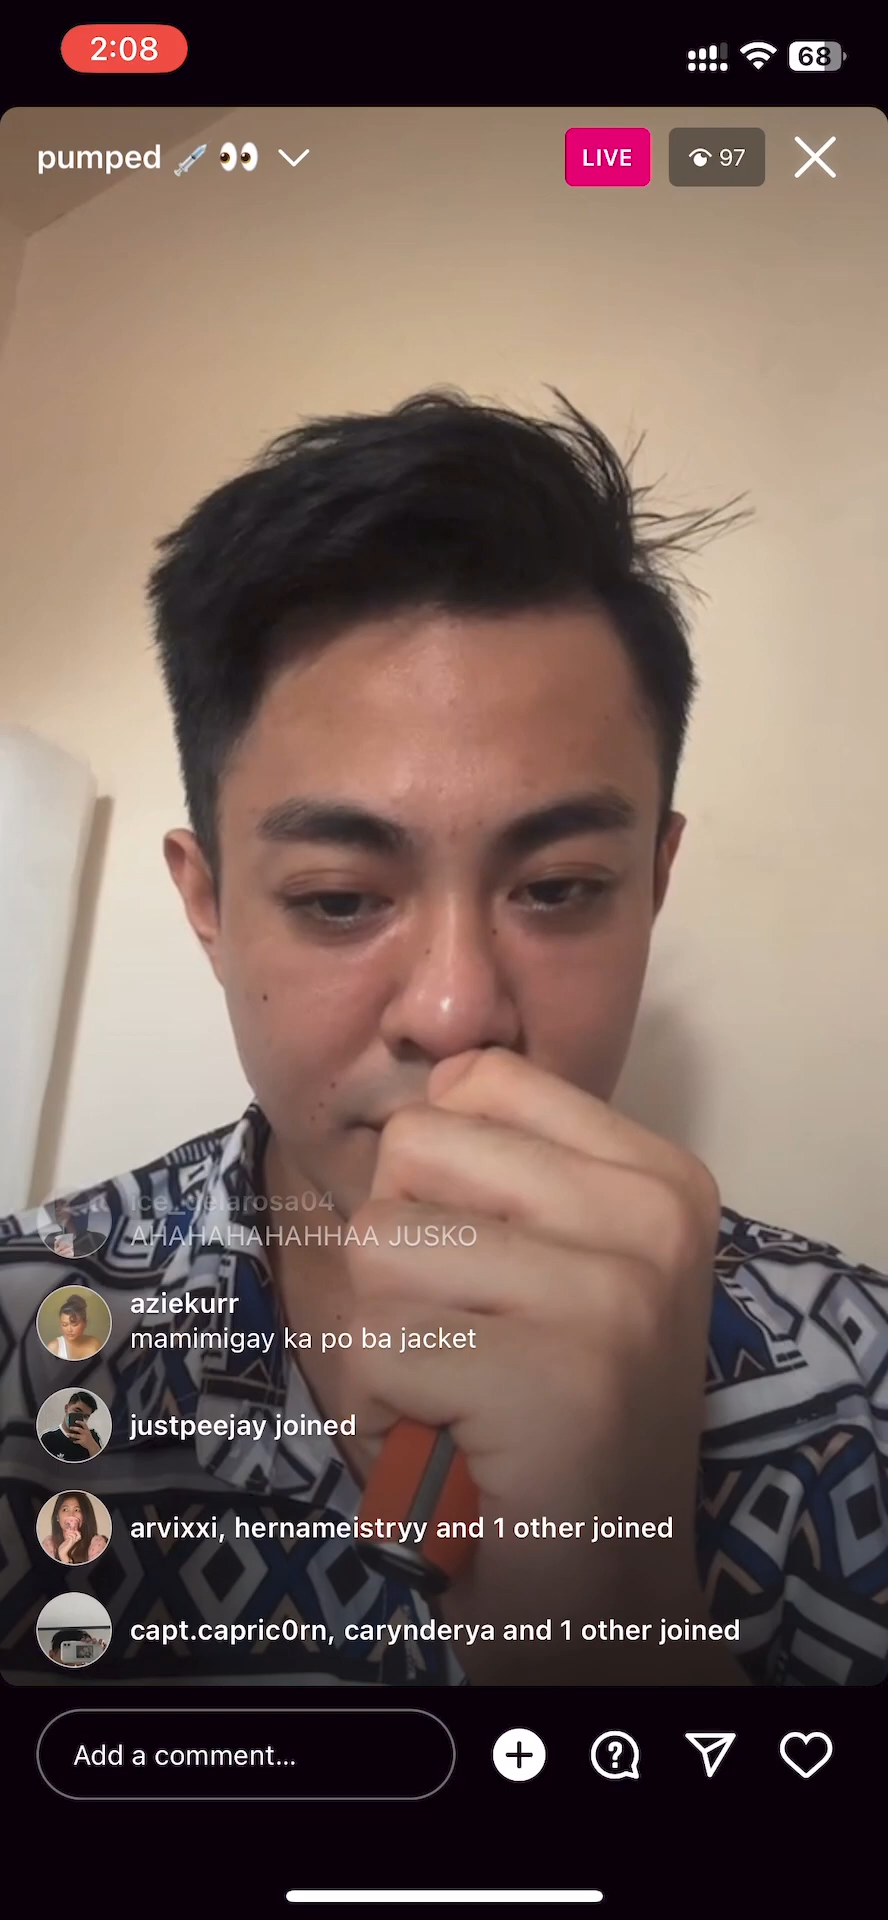 2:08
68
pumped 💉 👀
LIVE
97
ice_delarosa04
AHAHAHAHAHHAA JUSKO
aziekurr
mamimigay ka po ba jacket
justpeejay joined
arvixxi, hernameistryy and 1 other joined
capt.capric0rn, carynderya and 1 other joined
Add a comment...